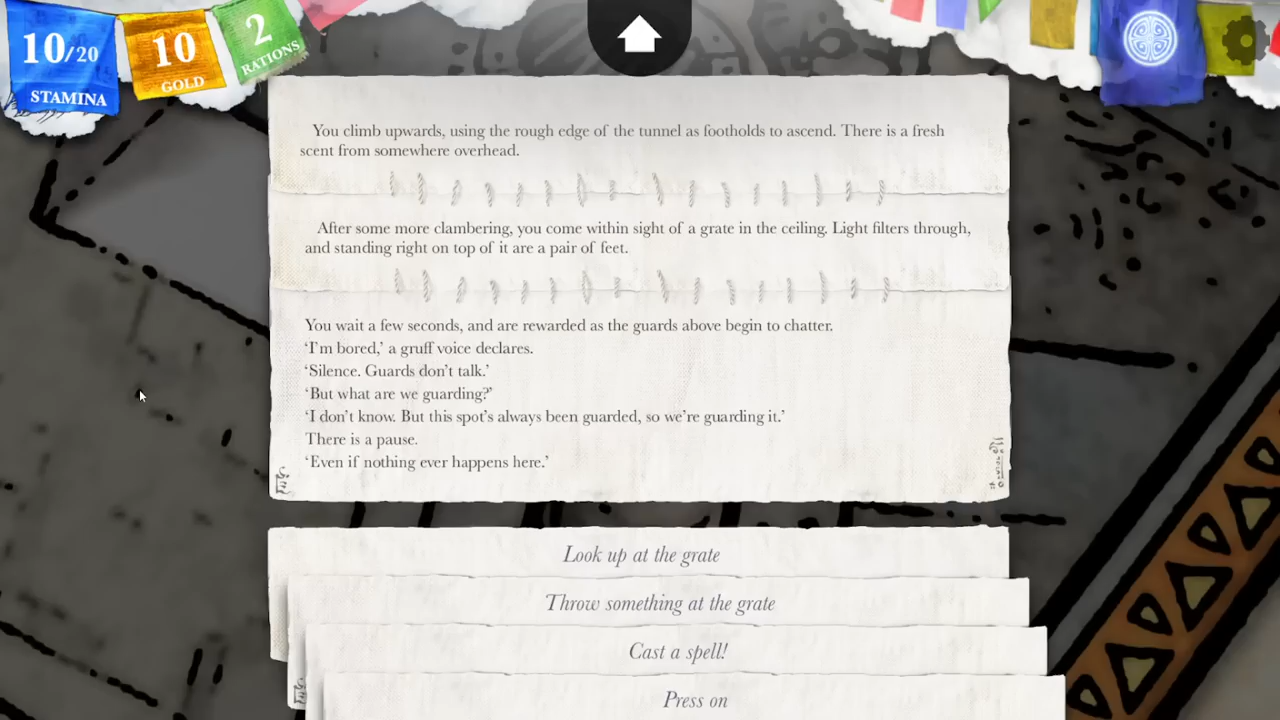 10/20
STAMINA
10
GOLD
2
RATIONS
You climb upwards, using the rough edge of the tunnel as footholds to ascend. There is a fresh
scent from somewhere overhead.
After some more clambering, you come within sight of a grate in the ceiling. Light filters through,
and standing right on top of it are a pair of feet.
You wait a few seconds, and are rewarded as the guards above begin to chatter.
‘I’m bored,’ a gruff voice declares.
‘Silence. Guards don’t talk.’
‘But what are we guarding?’
‘I don’t know. But this spot’s always been guarded, so we’re guarding it.’
There is a pause.
‘Even if nothing ever happens here.’
Look up at the grate
Throw something at the grate
Cast a spell!
Press on